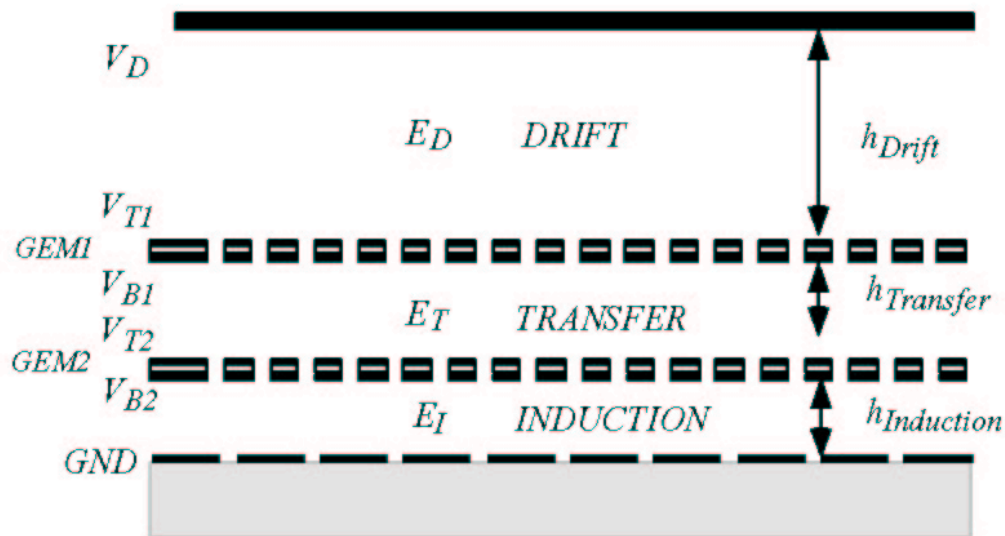 V_D
E_D DRIFT
h_Drift
V_T1
GEM1
V_B1
h_Transfer
E_T TRANSFER
V_T2
GEM2
V_B2
E_I INDUCTION
h_Induction
GND